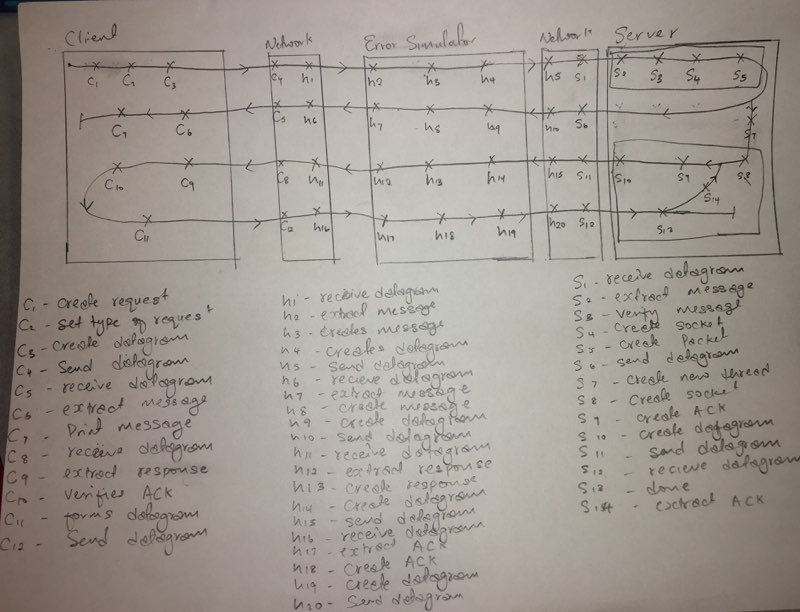 Client
Network
Error Simulator
Network
Server
C1 C2 C3 C4 h1 h2 h3 h4 h5 S1 S2 S3 S4 S5
C7 C6 C5 h6 h7 h8 h9 h10 S6 S7
C10 C9 C8 h11 h12 h13 h14 h15 S11 S10 S9 S8
S14
C11 C12 h16 h17 h18 h19 h20 S12 S13
C1 - Create request
C2 - set type of request
C3 - Create datagram
C4 - Send datagram
C5 - receive datagram
C6 - extract message
C7 - Print message
C8 - receive datagram
C9 - extract response
C10 - verifies ACK
C11 - forms datagram
C12 - Send datagram
h1 - receive datagram
h2 - extract message
h3 - Creates message
h4 - Creates datagram
h5 - Send datagram
h6 - recieve datagram
h7 - extract message
h8 - create message
h9 - create datagram
h10 - send datagram
h11 - receive datagram
h12 - extract response
h13 - Create response
h14 - Create datagram
h15 - send datagram
h16 - receive datagram
h17 - extract ACK
h18 - Create ACK
h19 - Create datagram
h20 - Send datagram
S1 - receive datagram
S2 - extract message
S3 - verify message
S4 - Create Socket
S5 - create Packet
S6 - send datagram
S7 - Create new thread
S8 - Create Socket
S9 - create ACK
S10 - create datagram
S11 - send datagram
S12 - recieve datagram
S13 - done
S14 - extract ACK